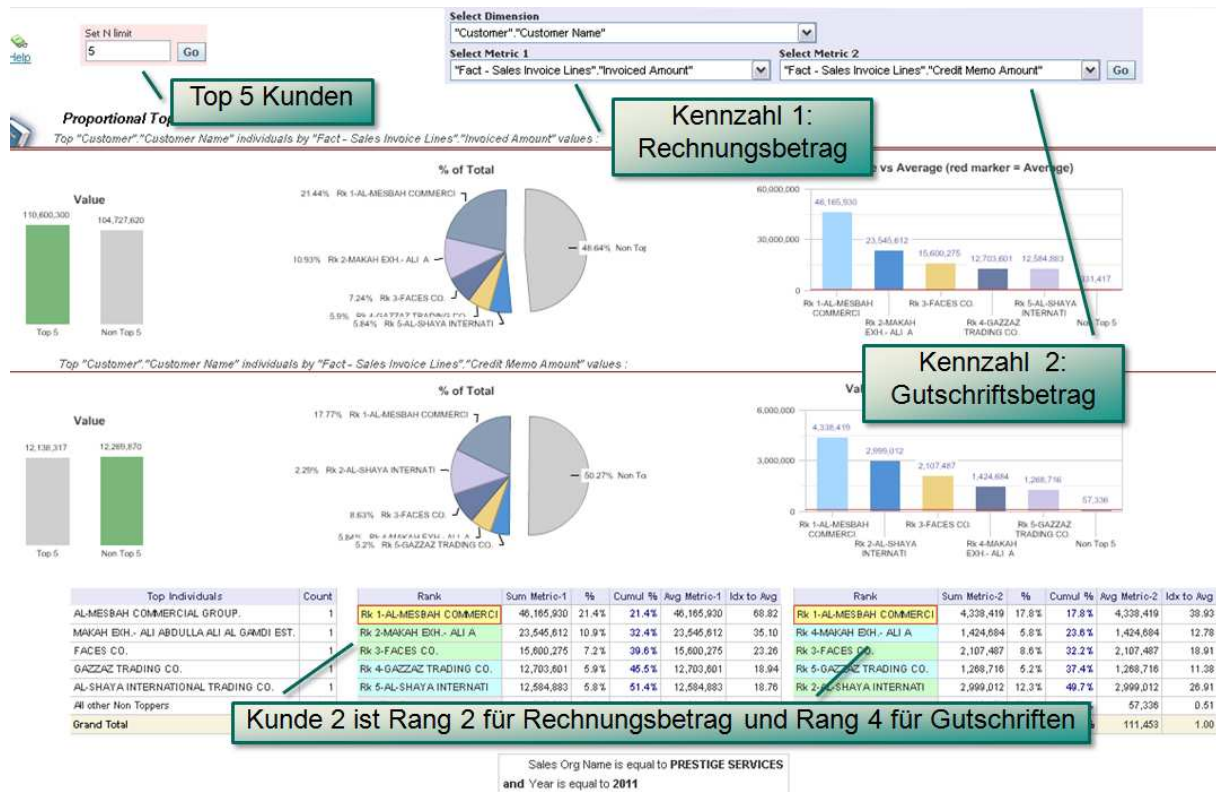 Select Dimension
Set N limit
"Customer"."Customer Name"
5 Go
Help
Select Metric 1 Select Metric 2
"Fact - Sales Invoice Lines"."Invoiced Amount" "Fact - Sales Invoice Lines"."Credit Memo Amount" Go
Top 5 Kunden
Kennzahl 1:
Rechnungsbetrag
Proportional
Top "Customer"."Customer Name" individuals by "Fact - Sales Invoice Lines"."Invoiced Amount" values :
Value
110,600,300 104,727,620
Top 5 Non Top 5
% of Total
21.44% Rk 1-AL-MESBAH COMMERCI
10.93% Rk 2-MAKAH EXH.- ALI A
7.24% Rk 3-FACES CO.
5.9% Rk 4-GAZZAZ TRADING CO.
5.84% Rk 5-AL-SHAYA INTERNATI
48.64% Non Top
vs Average (red marker = Average)
60,000,000
30,000,000
0
46,165,930
23,545,612
15,600,275
12,703,601
12,584,883
Rk 1-AL-MESBAH COMMERCI
Rk 2-MAKAH EXH.- ALI A
Rk 3-FACES CO.
Rk 4-GAZZAZ TRADING CO.
Rk 5-AL-SHAYA INTERNATI
Non Top 5
Kennzahl 2:
Gutschriftsbetrag
Top "Customer"."Customer Name" individuals by "Fact - Sales Invoice Lines"."Credit Memo Amount" values :
Value
12,138,317 12,269,870
Top 5 Non Top 5
% of Total
17.77% Rk 1-AL-MESBAH COMMERCI
2.29% Rk 2-AL-SHAYA INTERNATI
8.63% Rk 3-FACES CO.
5.84% Rk 4-MAKAH EXH.- ALI A
5.2% Rk 5-GAZZAZ TRADING CO.
50.27% Non To
6,000,000
3,000,000
0
4,338,419
2,999,012
2,107,487
1,424,684
1,268,716
57,336
Rk 1-AL-MESBAH COMMERCI
Rk 2-AL-SHAYA INTERNATI
Rk 3-FACES CO.
Rk 4-MAKAH EXH.- ALI A
Rk 5-GAZZAZ TRADING CO.
Non Top 5
Top Individuals Count Rank Sum Metric-1 % Cumul % Avg Metric-1 Idx to Avg Rank Sum Metric-2 % Cumul % Avg Metric-2 Idx to Avg
AL-MESBAH COMMERCIAL GROUP. 1 Rk 1-AL-MESBAH COMMERCI 46,165,930 21.4% 21.4% 46,165,930 68.82 Rk 1-AL-MESBAH COMMERCI 4,338,419 17.8% 17.8% 4,338,419 38.93
MAKAH EXH.- ALI ABDULLA ALI AL GAMDI EST. 1 Rk 2-MAKAH EXH.- ALI A 23,545,612 10.9% 32.4% 23,545,612 35.10 Rk 4-MAKAH EXH.- ALI A 1,424,684 5.8% 23.6% 1,424,684 12.78
FACES CO. 1 Rk 3-FACES CO. 15,600,275 7.2% 39.6% 15,600,275 23.26 Rk 3-FACES CO. 2,107,487 8.6% 32.2% 2,107,487 18.91
GAZZAZ TRADING CO. 1 Rk 4-GAZZAZ TRADING CO. 12,703,601 5.9% 45.5% 12,703,601 18.94 Rk 5-GAZZAZ TRADING CO. 1,268,716 5.2% 37.4% 1,268,716 11.38
AL-SHAYA INTERNATIONAL TRADING CO. 1 Rk 5-AL-SHAYA INTERNATI 12,584,883 5.8% 51.4% 12,584,883 18.76 Rk 2-AL-SHAYA INTERNATI 2,999,012 12.3% 49.7% 2,999,012 26.91
All other Non Toppers 57,336 0.51
Grand Total 111,453 1.00
Kunde 2 ist Rang 2 für Rechnungsbetrag und Rang 4 für Gutschriften
Sales Org Name is equal to PRESTIGE SERVICES
and Year is equal to 2011